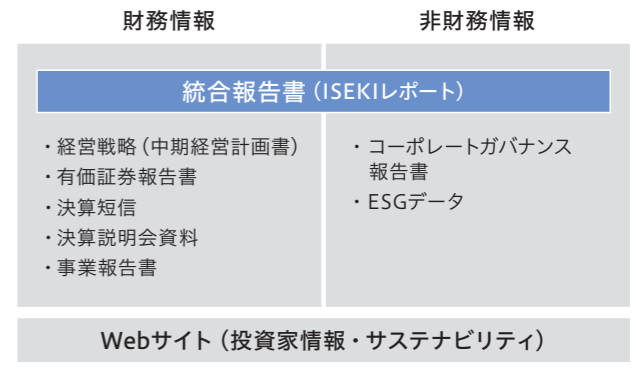 財務情報
非財務情報
統合報告書（ISEKIレポート）
・経営戦略（中期経営計画書）
・有価証券報告書
・決算短信
・決算説明会資料
・事業報告書
・コーポレートガバナンス
報告書
・ESGデータ
Webサイト（投資家情報・サステナビリティ）